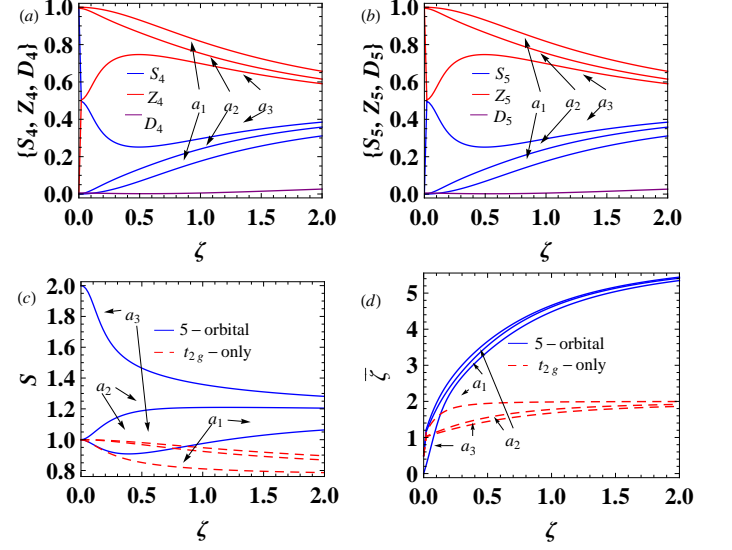 (a)
{S4, Z4, D4}
1.0
0.8
0.6
0.4
0.2
0.0
S4
Z4
D4
a1 a2 a3
0.0 0.5 1.0 1.5 2.0
ζ
(b)
{S5, Z5, D5}
1.0
0.8
0.6
0.4
0.2
0.0
S5
Z5
D5
a1 a2 a3
0.0 0.5 1.0 1.5 2.0
ζ
(c)
S
2.0
1.8
1.6
1.4
1.2
1.0
0.8
a3
5-orbital
t2g-only
a2
a1
0.0 0.5 1.0 1.5 2.0
ζ
(d)
ζ̅
5
4
3
2
1
0
5-orbital
t2g-only
a1
a2
a3
0.0 0.5 1.0 1.5 2.0
ζ